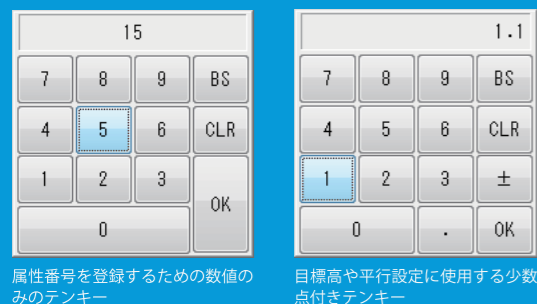 15
7 8 9 BS
4 5 6 CLR
1 2 3
OK
0
属性番号を登録するための数値の
みのテンキー
1.1
7 8 9 BS
4 5 6 CLR
1 2 3 ±
0 . OK
目標高や平行設定に使用する少数
点付きテンキー